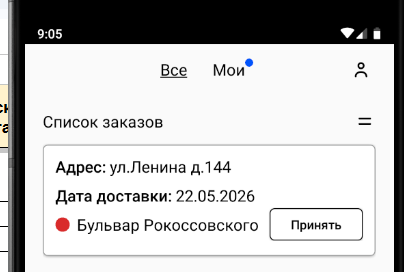 9:05
Все Мои
Список заказов
Адрес: ул.Ленина д.144
Дата доставки: 22.05.2026
Бульвар Рокоссовского Принять